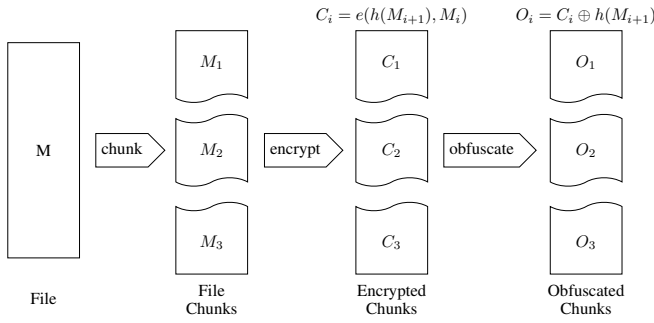 C_i = e(h(M_{i+1}), M_i)
O_i = C_i ⊕ h(M_{i+1})
M
chunk
M_1
M_2
M_3
encrypt
C_1
C_2
C_3
obfuscate
O_1
O_2
O_3
File
File
Chunks
Encrypted
Chunks
Obfuscated
Chunks